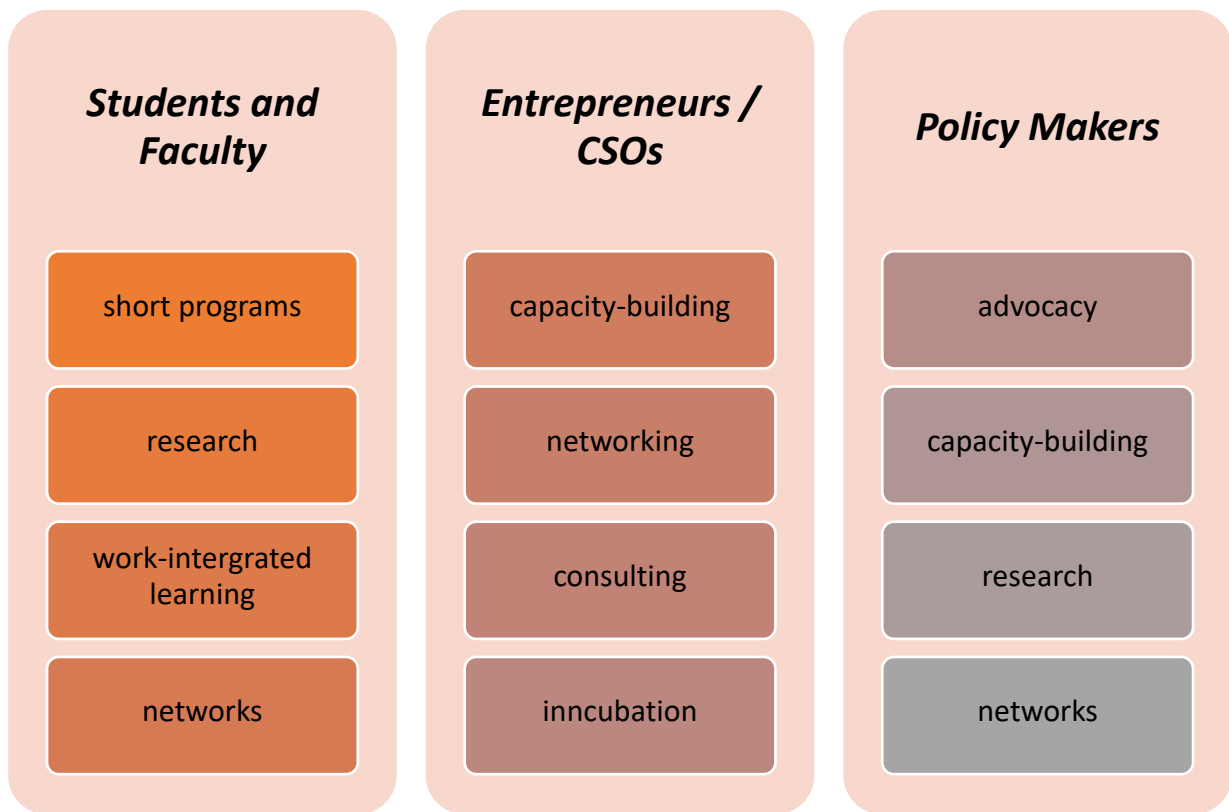 Students and
Faculty
short programs
research
work-intergrated
learning
networks
Entrepreneurs /
CSOs
capacity-building
networking
consulting
inncubation
Policy Makers
advocacy
capacity-building
research
networks